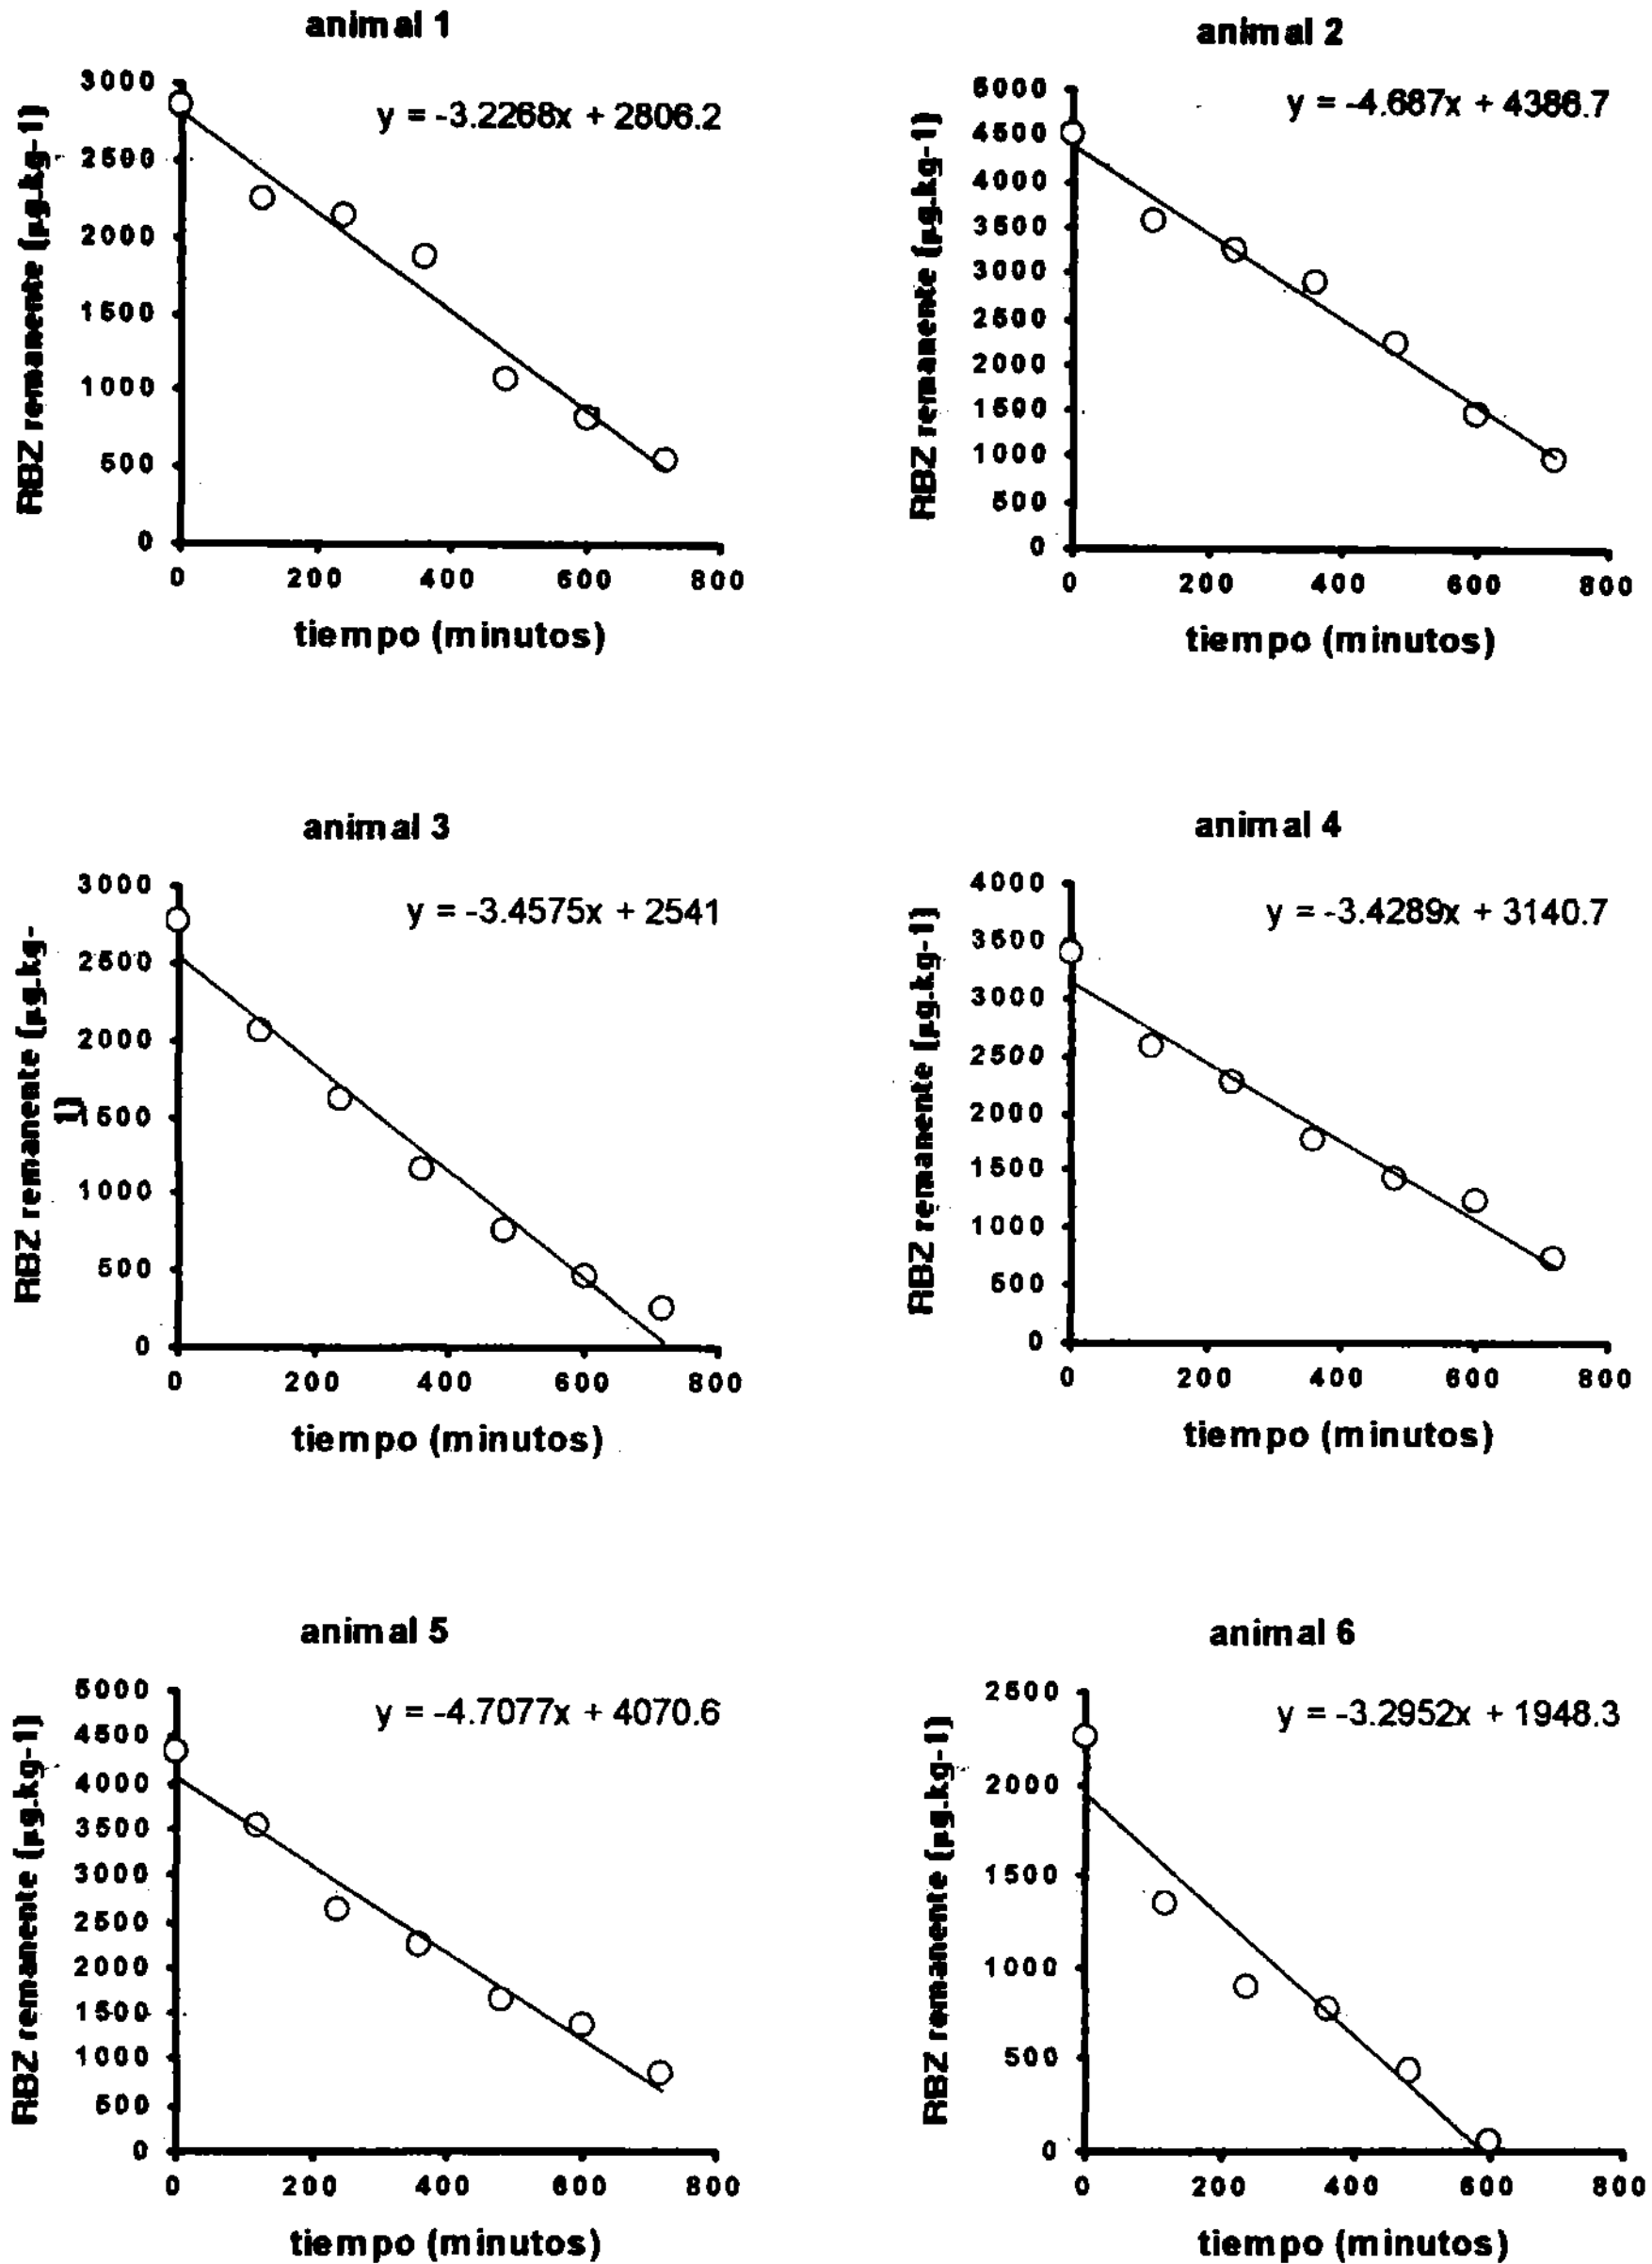 animal 1
y = -3.2268x + 2806.2
RBZ remanente (µg.kg-1)
3000
2500
2000
1500
1000
500
0
0 200 400 600 800
tiempo (minutos)
animal 2
y = -4.687x + 4386.7
RBZ remanente (µg.kg-1)
5000
4500
4000
3500
3000
2500
2000
1500
1000
500
0
0 200 400 600 800
tiempo (minutos)
animal 3
y = -3.4575x + 2541
RBZ remanente (µg.kg-
1)
3000
2500
2000
1500
1000
500
0
0 200 400 600 800
tiempo (minutos)
animal 4
y = -3.4289x + 3140.7
RBZ remanente (µg.kg-1)
4000
3500
3000
2500
2000
1500
1000
500
0
0 200 400 600 800
tiempo (minutos)
animal 5
y = -4.7077x + 4070.6
RBZ remanente (µg.kg-1)
5000
4500
4000
3500
3000
2500
2000
1500
1000
500
0
0 200 400 600 800
tiempo (minutos)
animal 6
y = -3.2952x + 1948.3
RBZ remanente (µg.kg-1)
2500
2000
1500
1000
500
0
0 200 400 600 800
tiempo (minutos)